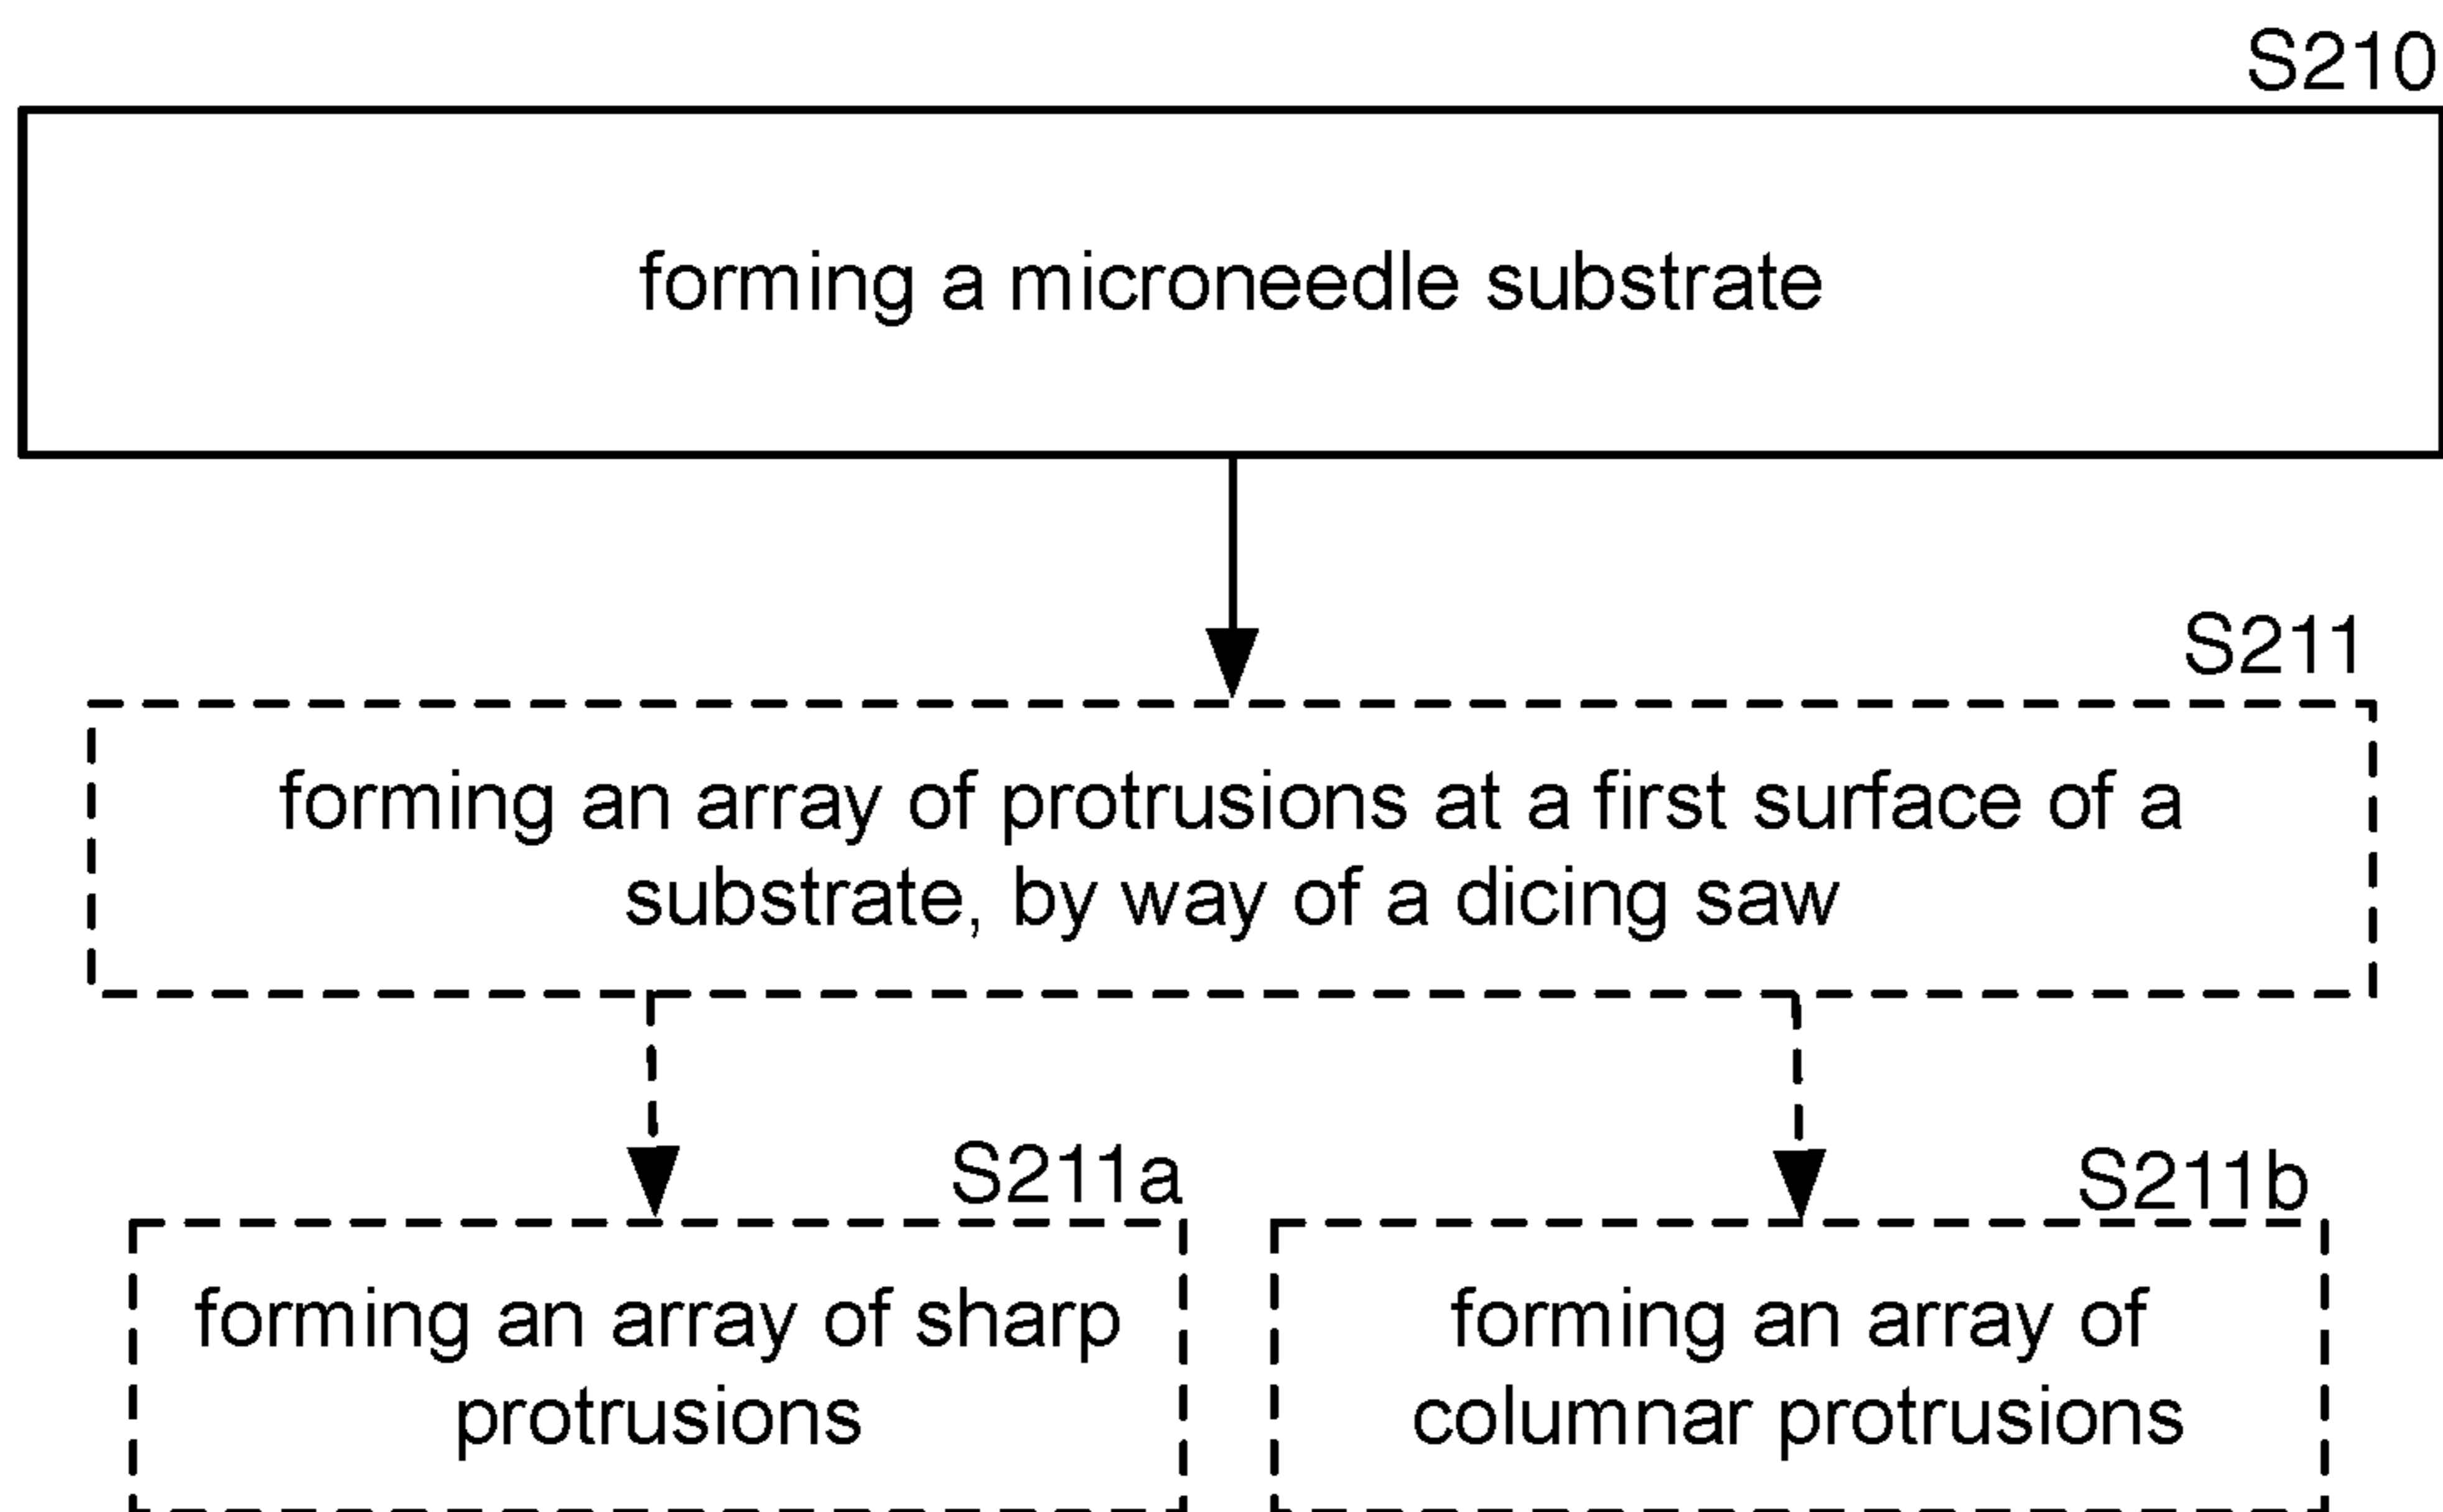 S210
forming a microneedle substrate
S211
forming an array of protrusions at a first surface of a
substrate, by way of a dicing saw
S211a
forming an array of sharp
protrusions
S211b
forming an array of
columnar protrusions